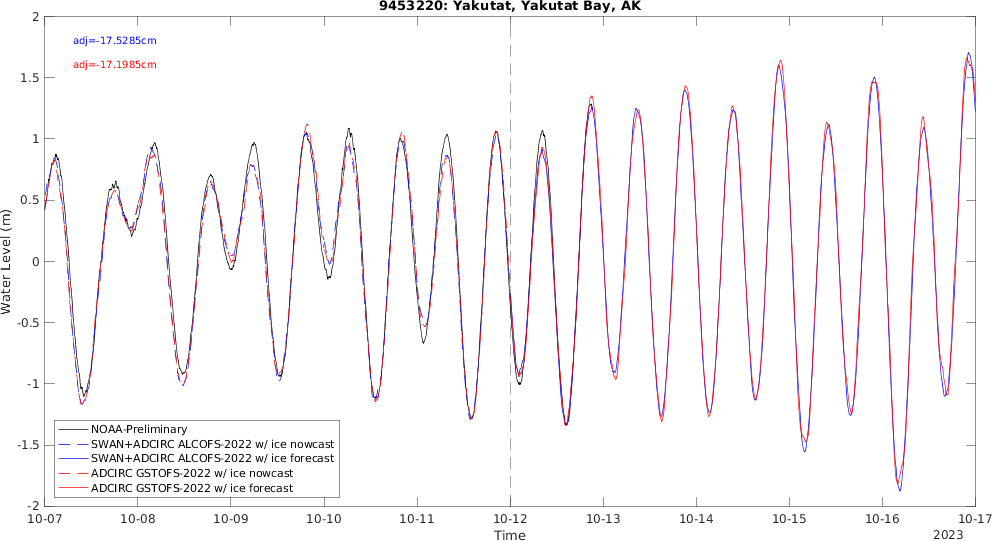 9453220: Yakutat, Yakutat Bay, AK
adj=-17.5285cm
adj=-17.1985cm
Water Level (m)
2
1.5
1
0.5
0
-0.5
-1
-1.5
-2
NOAA-Preliminary
SWAN+ADCIRC ALCOFS-2022 w/ ice nowcast
SWAN+ADCIRC ALCOFS-2022 w/ ice forecast
ADCIRC GSTOFS-2022 w/ ice nowcast
ADCIRC GSTOFS-2022 w/ ice forecast
10-07 10-08 10-09 10-10 10-11 10-12 10-13 10-14 10-15 10-16 10-17
Time
2023